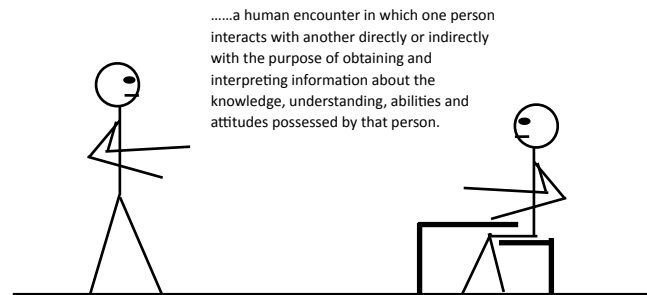 ......a human encounter in which one person
interacts with another directly or indirectly
with the purpose of obtaining and
interpreting information about the
knowledge, understanding, abilities and
attitudes possessed by that person.